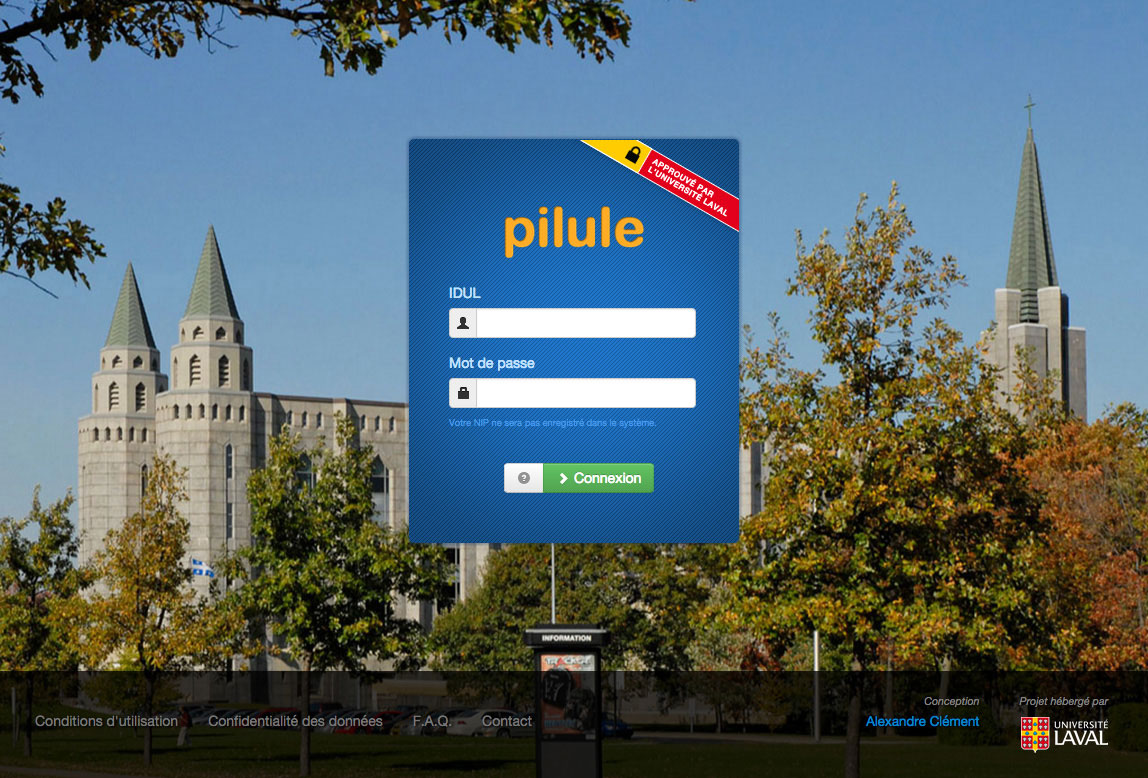 APPROUVÉ PAR
L'UNIVERSITÉ LAVAL
pilule
IDUL
Mot de passe
Votre NIP ne sera pas enregistré dans le système.
Connexion
INFORMATION
Conditions d'utilisation
Confidentialité des données
F.A.Q.
Contact
Conception
Alexandre Clément
Projet hébergé par
UNIVERSITÉ
LAVAL